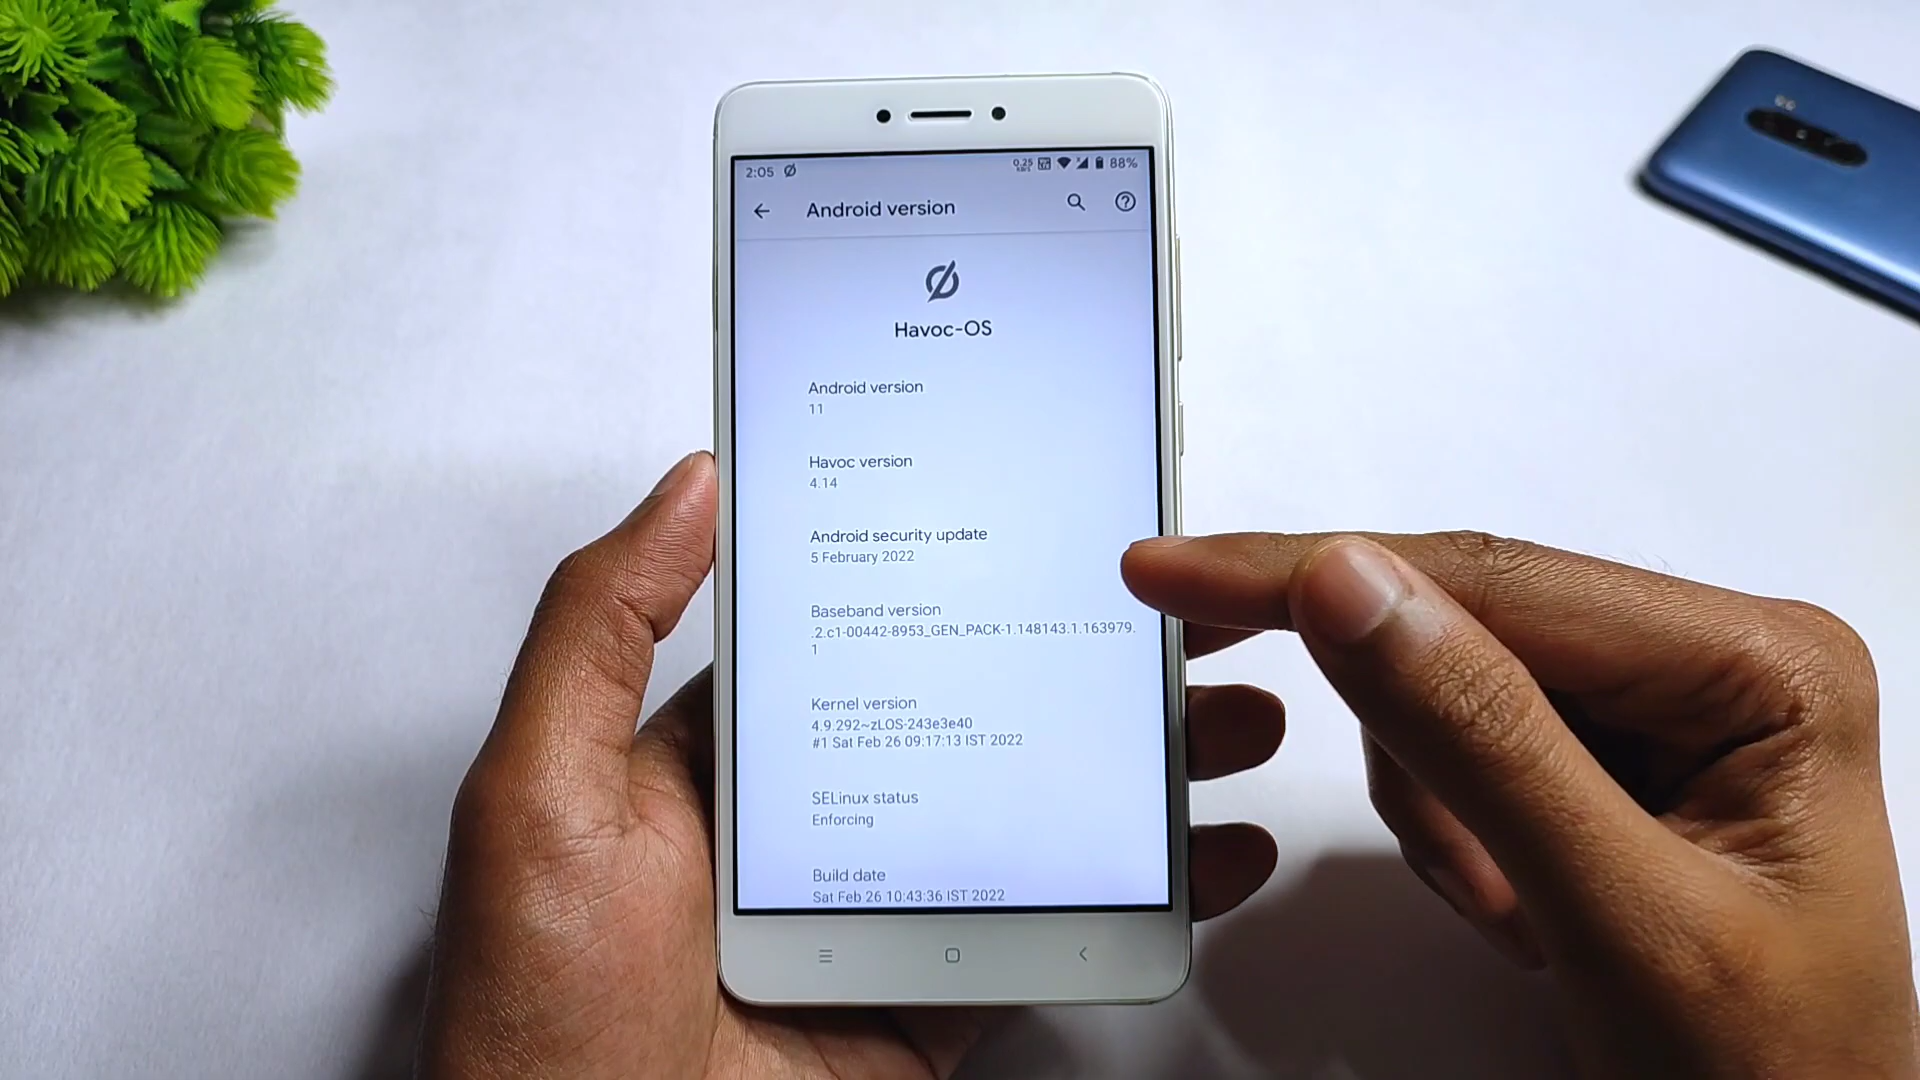 2:05
0.25
KB/S
88%
Android version
Havoc-OS
Android version
11
Havoc version
4.14
Android security update
5 February 2022
Baseband version
.2.c1-00442-8953_GEN_PACK-1.148143.1.163979.
1
Kernel version
4.9.292~zLOS-243e3e40
#1 Sat Feb 26 09:17:13 IST 2022
SELinux status
Enforcing
Build date
Sat Feb 26 10:43:36 IST 2022